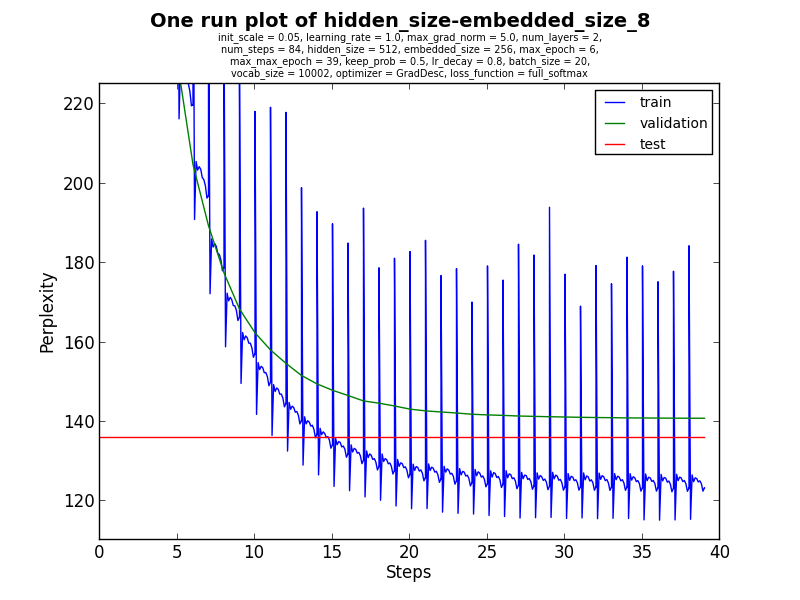 One run plot of hidden_size-embedded_size_8
init_scale = 0.05, learning_rate = 1.0, max_grad_norm = 5.0, num_layers = 2,
num_steps = 84, hidden_size = 512, embedded_size = 256, max_epoch = 6,
max_max_epoch = 39, keep_prob = 0.5, lr_decay = 0.8, batch_size = 20,
vocab_size = 10002, optimizer = GradDesc, loss_function = full_softmax
train
validation
test
Perplexity
220
200
180
160
140
120
0 5 10 15 20 25 30 35 40
Steps